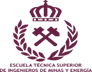 ESCUELA TÉCNICA SUPERIOR
DE INGENIEROS DE MINAS Y ENERGÍA